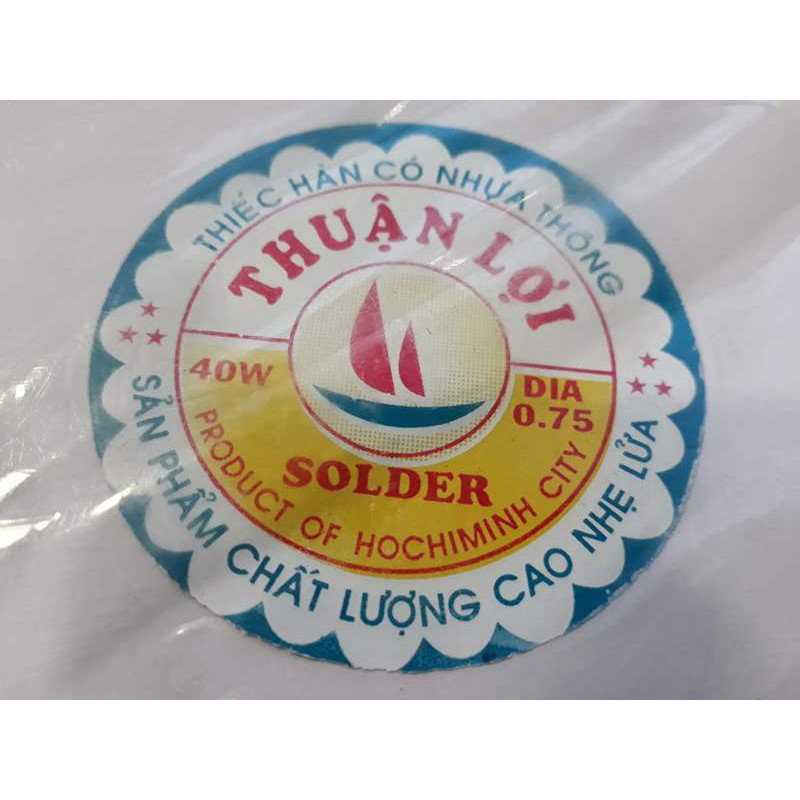 THIẾC HÀN CÓ NHỰA THÔNG
THUẬN LỢI
40W
DIA
0.75
SOLDER
PRODUCT OF HOCHIMINH CITY
SẢN PHẨM CHẤT LƯỢNG CAO NHẸ LỬA